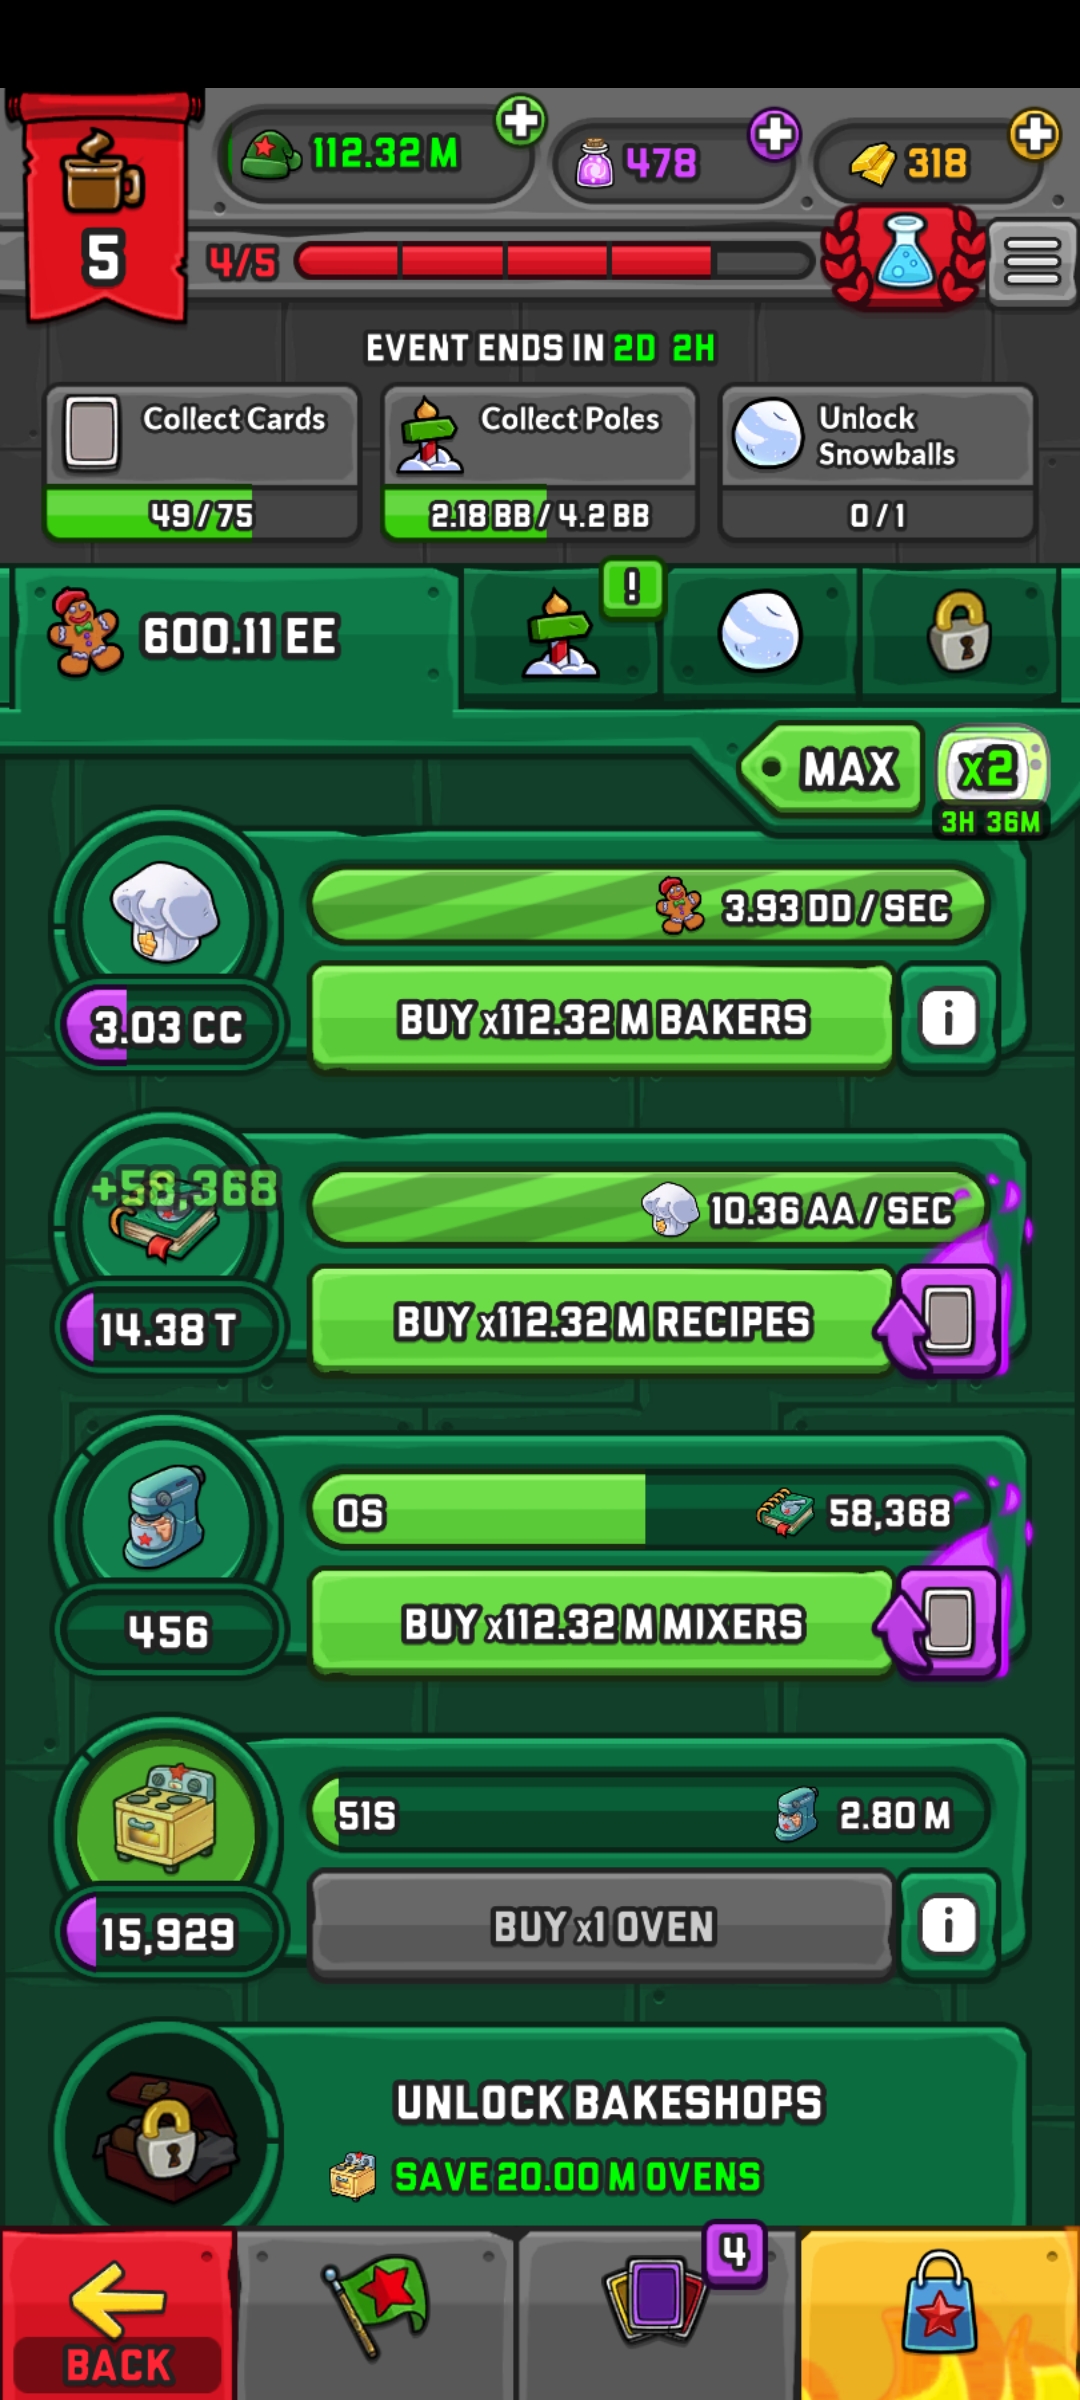 112.32 M
478
318
5
4/5
EVENT ENDS IN 2D 2H
Collect Cards
49/75
Collect Poles
2.18 BB/ 4.2 BB
Unlock
Snowballs
0/1
600.11 EE
!
MAX
x2
3H 36M
3.93 DD / SEC
3.03 CC
BUY x112.32 M BAKERS
i
+58,368
10.36 AA / SEC
14.38 T
BUY x112.32 M RECIPES
0S
58,368
456
BUY x112.32 M MIXERS
51S
2.80 M
15,929
BUY x1 OVEN
i
UNLOCK BAKESHOPS
SAVE 20.00 M OVENS
BACK
4